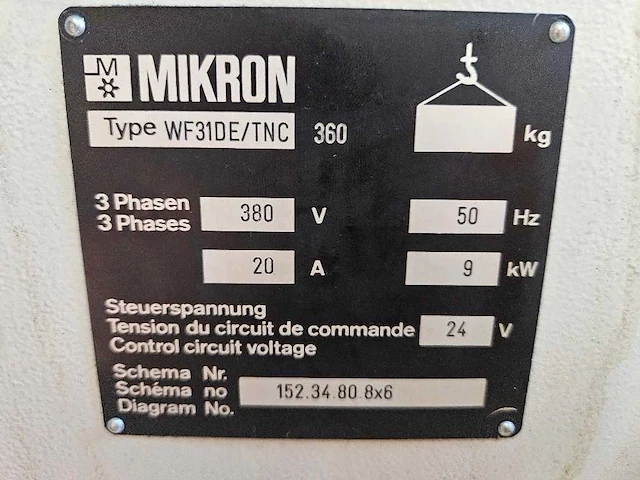 M MIKRON
Type WF31DE/TNC 360 kg
3 Phasen
3 Phases 380 V 50 Hz
20 A 9 kW
Steuerspannung
Tension du circuit de commande 24 V
Control circuit voltage
Schema Nr.
Schéma no 152.34.80.8x6
Diagram No.